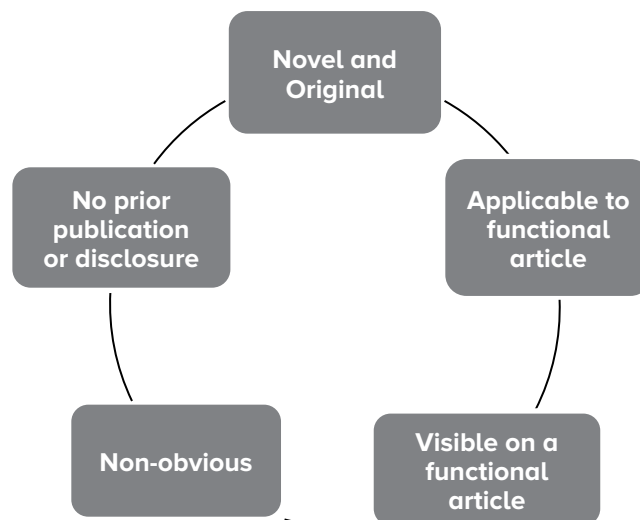 Novel and
Original
No prior
publication
or disclosure
Applicable to
functional
article
Non-obvious
Visible on a
functional
article